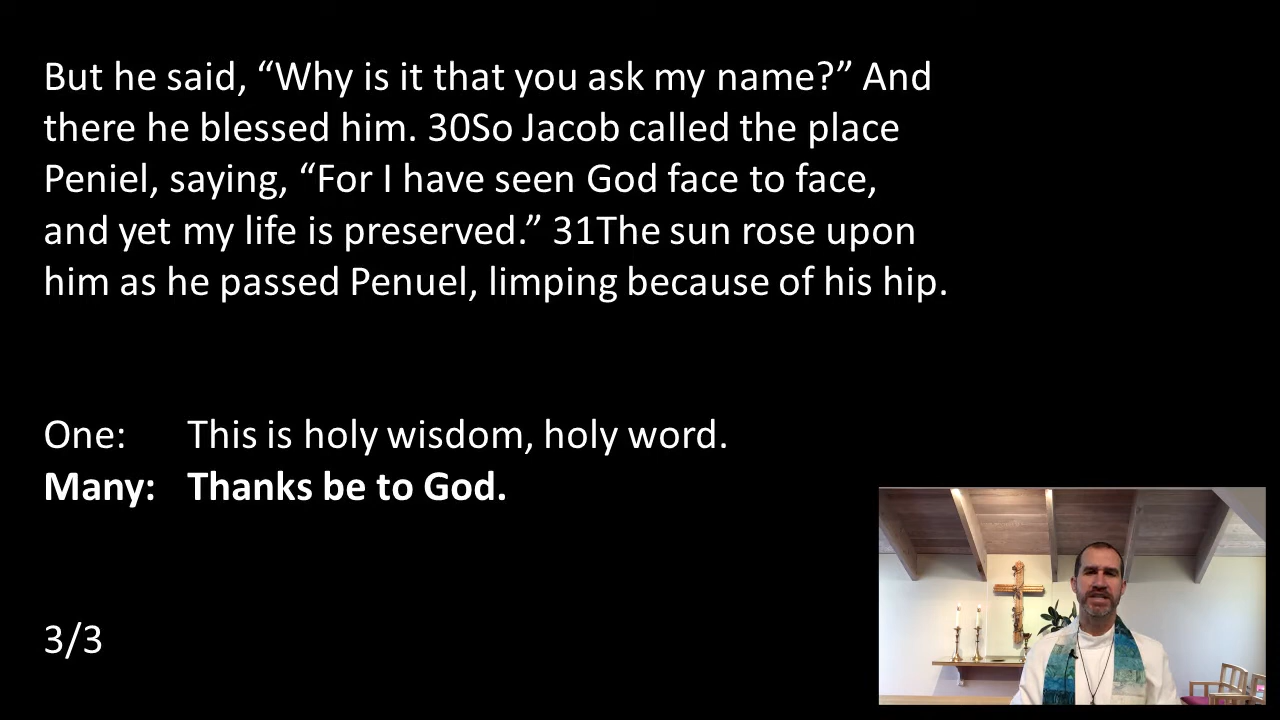 But he said, “Why is it that you ask my name?” And
there he blessed him. 30So Jacob called the place
Peniel, saying, “For I have seen God face to face,
and yet my life is preserved.” 31The sun rose upon
him as he passed Penuel, limping because of his hip.
One: This is holy wisdom, holy word.
Many: Thanks be to God.
3/3